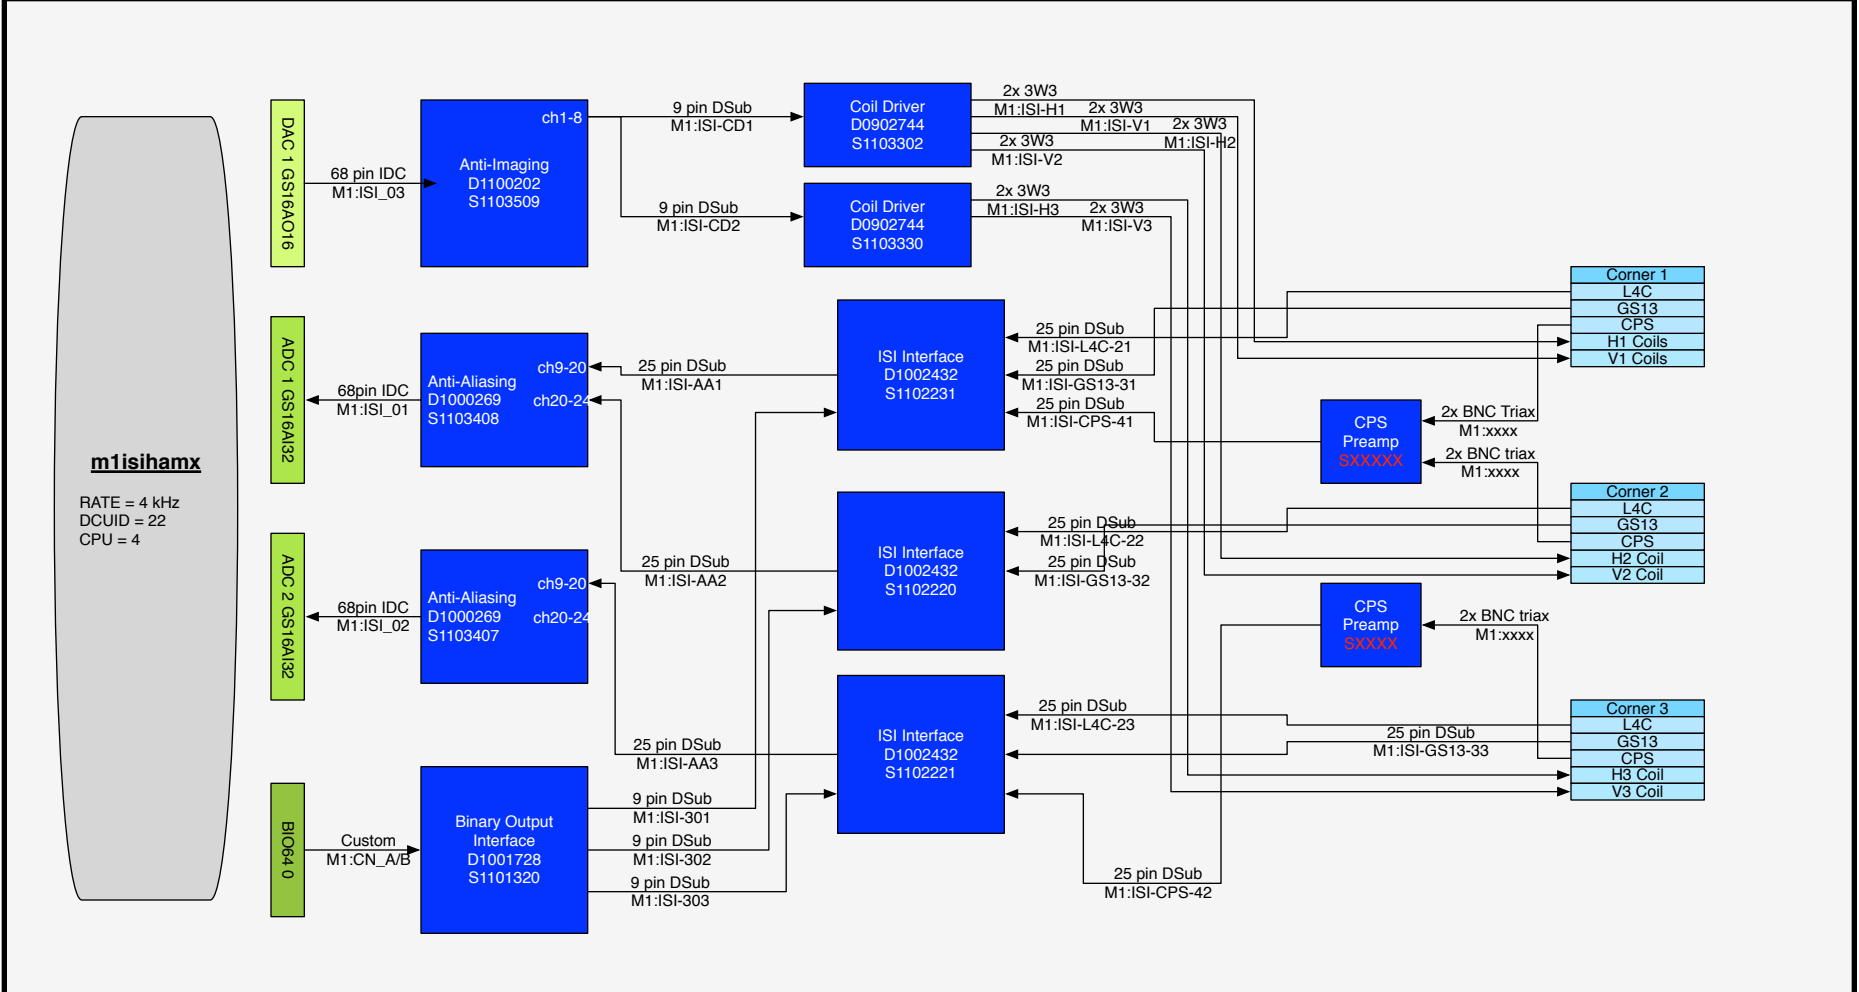 m1isihamx
RATE = 4 kHz
DCUID = 22
CPU = 4
DAC 1 GS16AO16
ADC 1 GS16AI32
ADC 2 GS16AI32
BIO64 0
68 pin IDC
M1:ISI_03
68pin IDC
M1:ISI_01
68pin IDC
M1:ISI_02
Custom
M1:CN_A/B
ch1-8
Anti-Imaging
D1100202
S1103509
ch9-20
Anti-Aliasing
D1000269
ch20-24
S1103408
ch9-20
Anti-Aliasing
D1000269
ch20-24
S1103407
Binary Output
Interface
D1001728
S1101320
9 pin DSub
M1:ISI-CD1
9 pin DSub
M1:ISI-CD2
25 pin DSub
M1:ISI-AA1
25 pin DSub
M1:ISI-AA2
25 pin DSub
M1:ISI-AA3
9 pin DSub
M1:ISI-301
9 pin DSub
M1:ISI-302
9 pin DSub
M1:ISI-303
Coil Driver
D0902744
S1103302
Coil Driver
D0902744
S1103330
ISI Interface
D1002432
S1102231
ISI Interface
D1002432
S1102220
ISI Interface
D1002432
S1102221
2x 3W3
M1:ISI-H1
2x 3W3
M1:ISI-V1
2x 3W3
M1:ISI-H2
2x 3W3
M1:ISI-V2
2x 3W3
M1:ISI-H3
2x 3W3
M1:ISI-V3
25 pin DSub
M1:ISI-L4C-21
25 pin DSub
M1:ISI-GS13-31
25 pin DSub
M1:ISI-CPS-41
25 pin DSub
M1:ISI-L4C-22
25 pin DSub
M1:ISI-GS13-32
25 pin DSub
M1:ISI-L4C-23
25 pin DSub
M1:ISI-GS13-33
25 pin DSub
M1:ISI-CPS-42
CPS
Preamp
SXXXXX
CPS
Preamp
SXXXX
2x BNC Triax
M1:xxxx
2x BNC triax
M1:xxxx
2x BNC triax
M1:xxxx
Corner 1
L4C
GS13
CPS
H1 Coils
V1 Coils
Corner 2
L4C
GS13
CPS
H2 Coil
V2 Coil
Corner 3
L4C
GS13
CPS
H3 Coil
V3 Coil